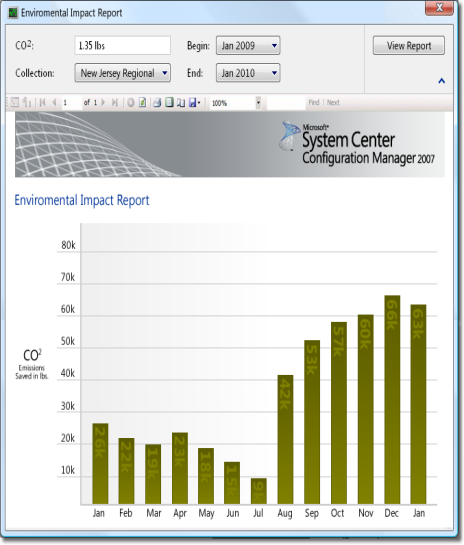 Enviromental Impact Report
X
CO2:
1.35 lbs
Begin:
Jan 2009
View Report
Collection:
New Jersey Regional
End:
Jan 2010
1 of 1
100%
Find | Next
Microsoft®
System Center
Configuration Manager 2007
Enviromental Impact Report
80k
70k
60k
50k
40k
30k
20k
10k
CO2
Emissions
Saved in lbs.
26k
22k
19k
23k
18k
15k
9k
42k
53k
57k
60k
66k
63k
Jan Feb Mar Apr May Jun Jul Aug Sep Oct Nov Dec Jan